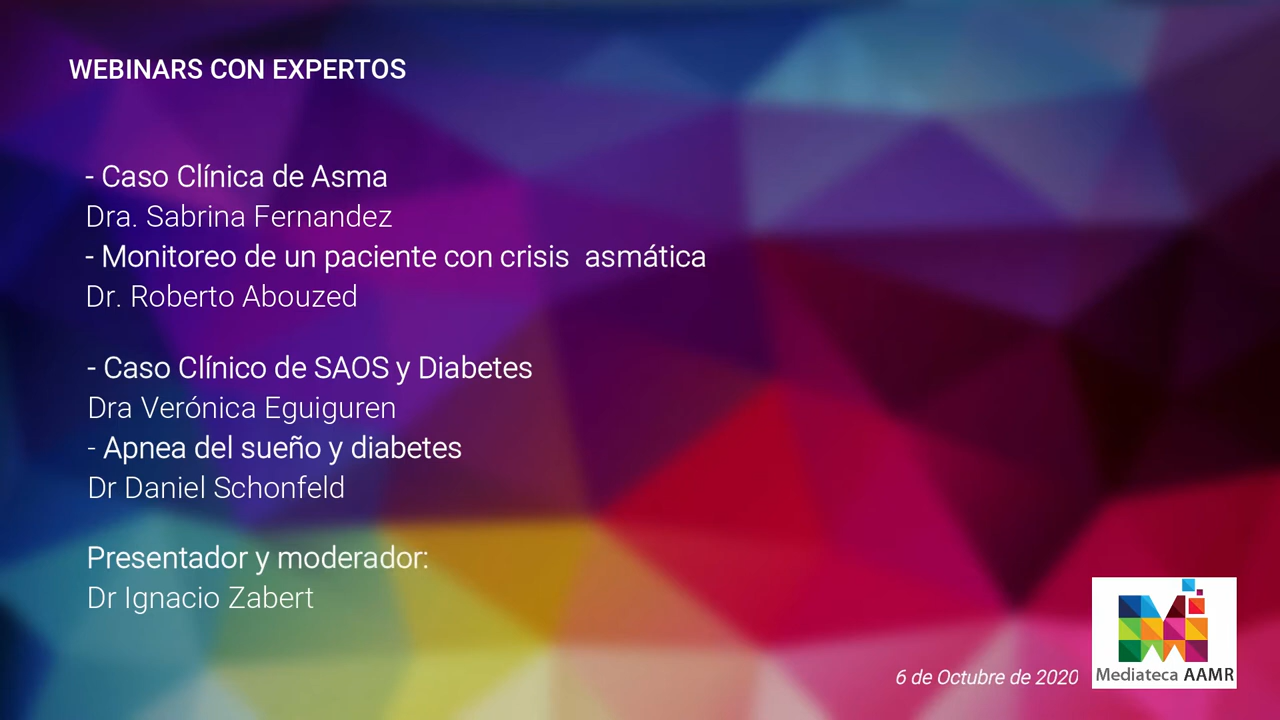 WEBINARS CON EXPERTOS
- Caso Clínica de Asma
Dra. Sabrina Fernandez
- Monitoreo de un paciente con crisis  asmática
Dr. Roberto Abouzed
- Caso Clínico de SAOS y Diabetes
Dra Verónica Eguiguren
- Apnea del sueño y diabetes
Dr Daniel Schonfeld
Presentador y moderador:
Dr Ignacio Zabert
6 de Octubre de 2020
Mediateca AAMR